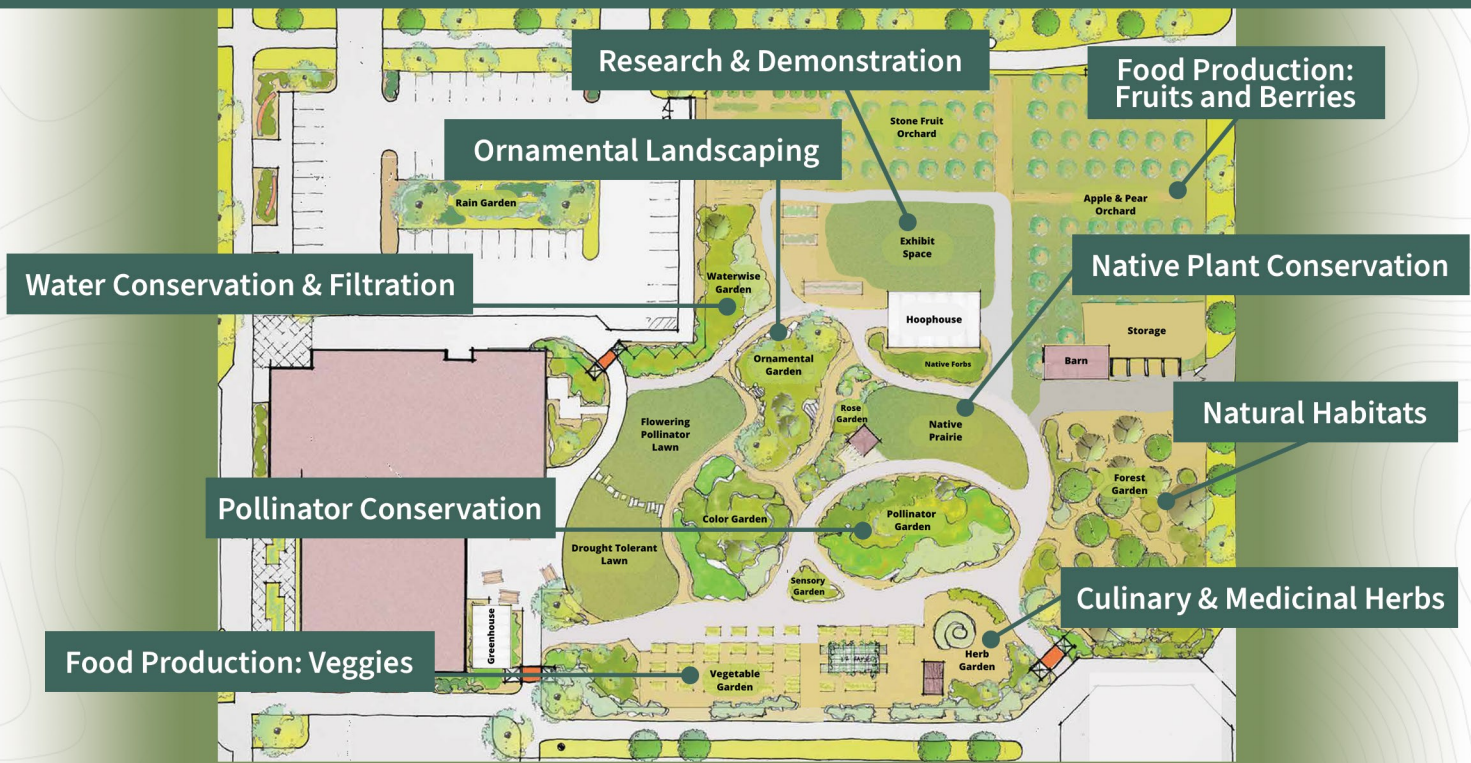 Research & Demonstration
Food Production:
Fruits and Berries
Stone Fruit
Orchard
Ornamental Landscaping
Rain Garden
Apple & Pear
Orchard
Exhibit
Space
Native Plant Conservation
Water Conservation & Filtration
Waterwise
Garden
Hoophouse
Storage
Barn
Ornamental
Garden
Native Forbs
Natural Habitats
Rose
Garden
Flowering
Pollinator
Lawn
Native
Prairie
Forest
Garden
Pollinator Conservation
Color Garden
Pollinator
Garden
Drought Tolerant
Lawn
Sensory
Garden
Culinary & Medicinal Herbs
Greenhouse
Herb
Garden
Food Production: Veggies
Vegetable
Garden